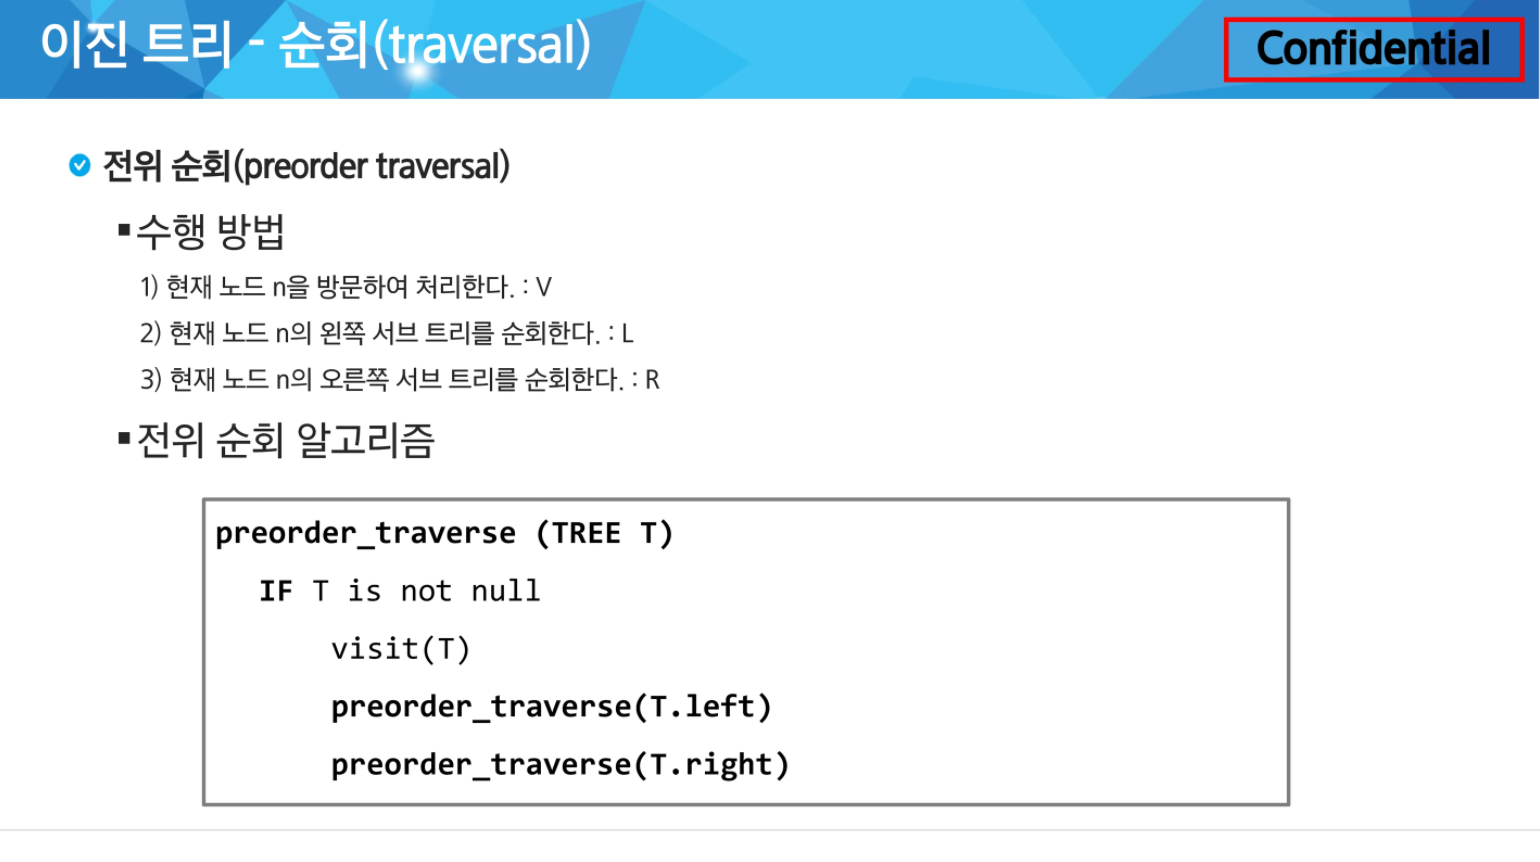 이진 트리 - 순회(traversal)
Confidential
전위 순회(preorder traversal)
▪수행 방법
1) 현재 노드 n을 방문하여 처리한다. : V
2) 현재 노드 n의 왼쪽 서브 트리를 순회한다. : L
3) 현재 노드 n의 오른쪽 서브 트리를 순회한다. : R
▪전위 순회 알고리즘
preorder_traverse (TREE T)
IF T is not null
visit(T)
preorder_traverse(T.left)
preorder_traverse(T.right)